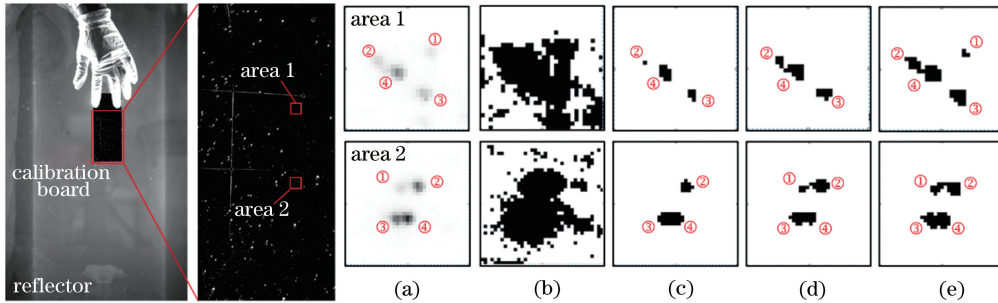 calibration
board
reflector
area 1
area 2
area 1
② ① ④ ③
② ④ ③
② ④ ③
① ② ④ ③
area 2
① ② ③ ④
② ③ ④
① ② ③ ④
① ② ③ ④
(a) (b) (c) (d) (e)